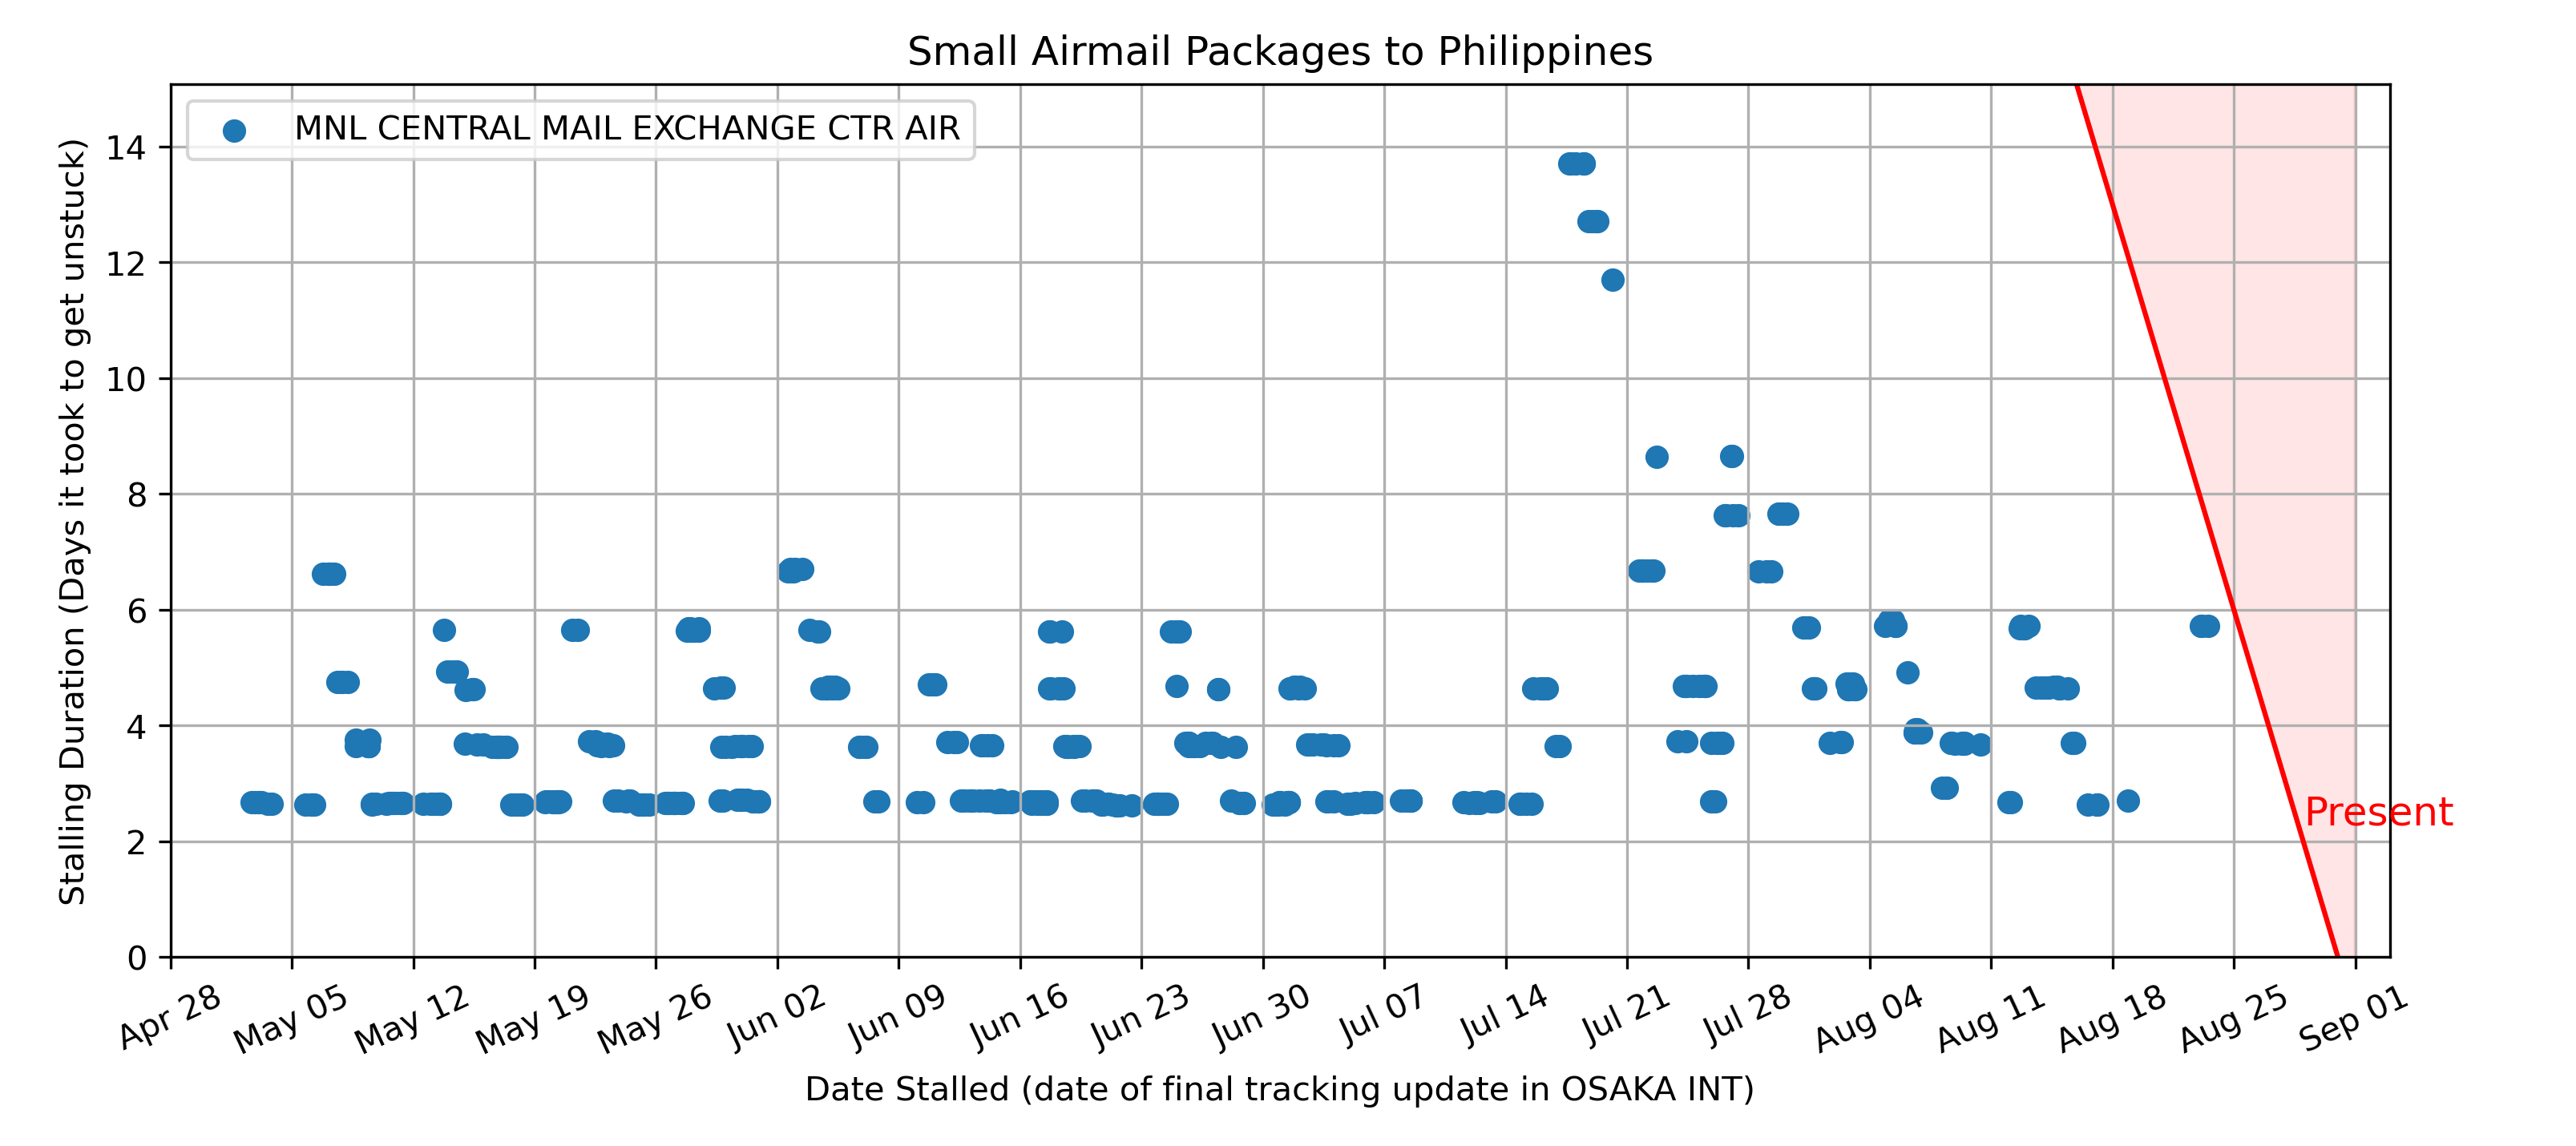 Small Airmail Packages to Philippines
MNL CENTRAL MAIL EXCHANGE CTR AIR
Stalling Duration (Days it took to get unstuck)
14
12
10
8
6
4
2
0
Present
Apr 28
May 05
May 12
May 19
May 26
Jun 02
Jun 09
Jun 16
Jun 23
Jun 30
Jul 07
Jul 14
Jul 21
Jul 28
Aug 04
Aug 11
Aug 18
Aug 25
Sep 01
Date Stalled (date of final tracking update in OSAKA INT)